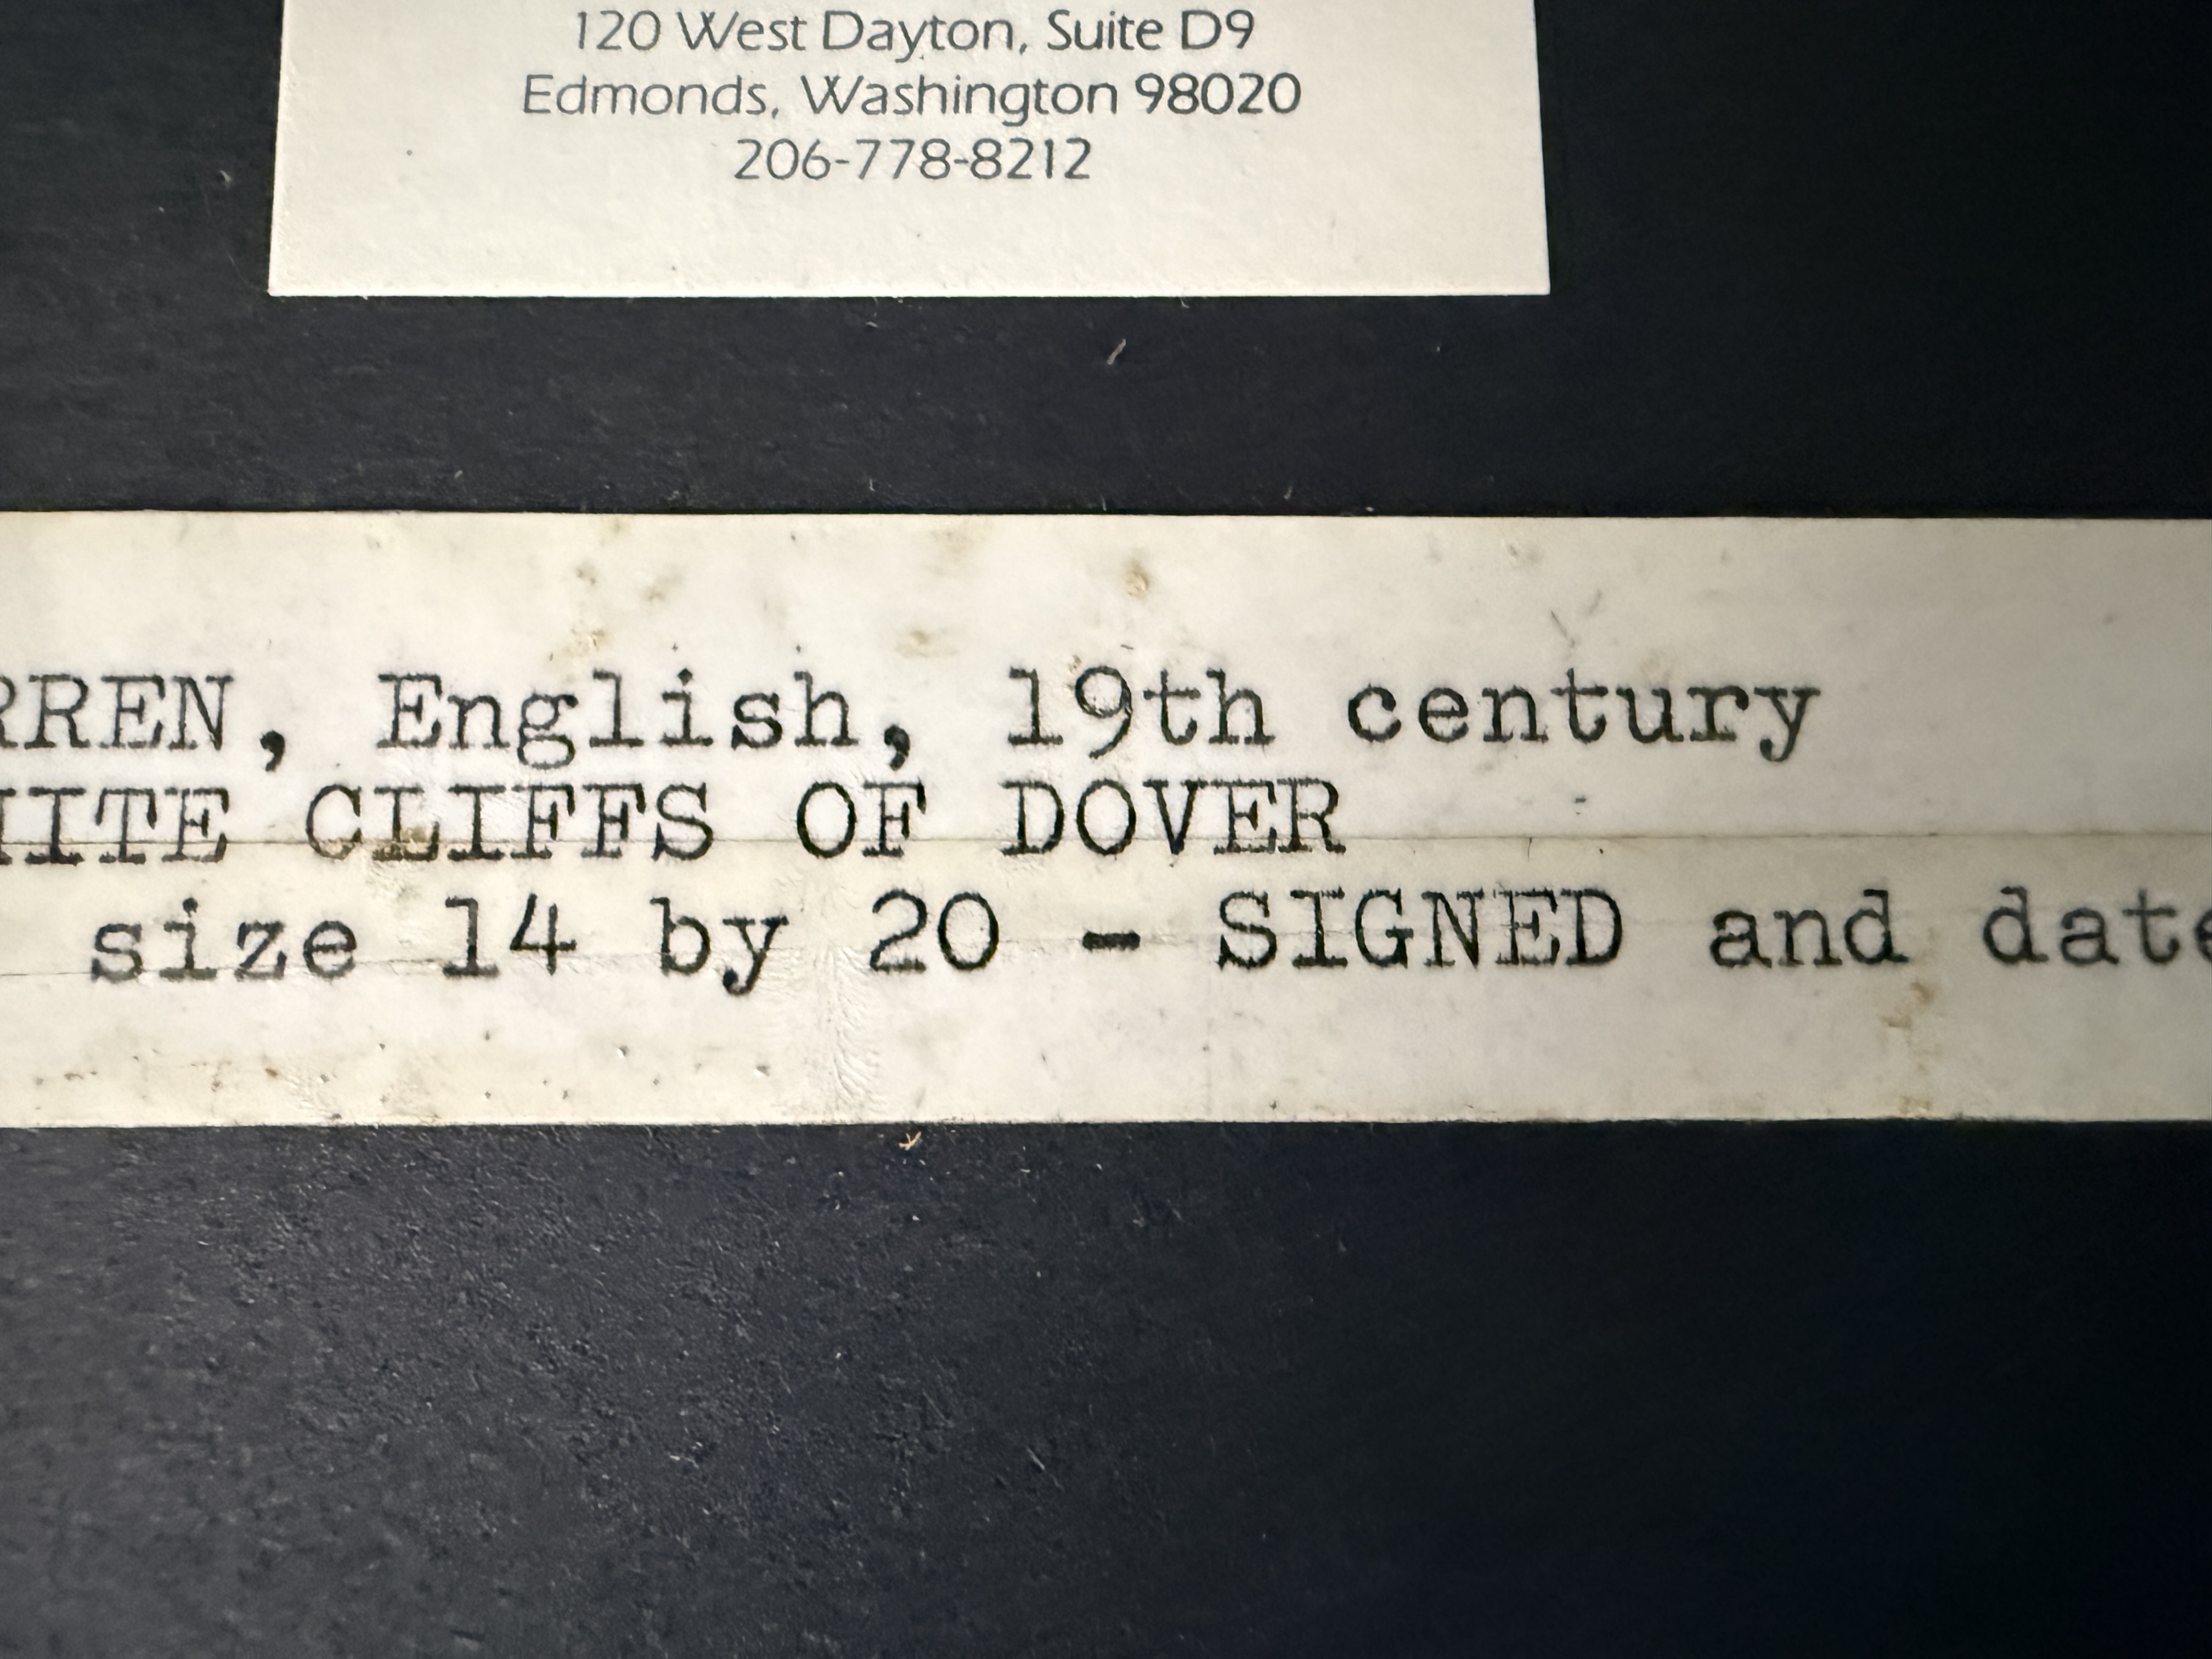 120 West Dayton, Suite D9
Edmonds, Washington 98020
206-778-8212
RREN, English, 19th century
HITE CLIFFS OF DOVER
size 14 by 20 - SIGNED and date